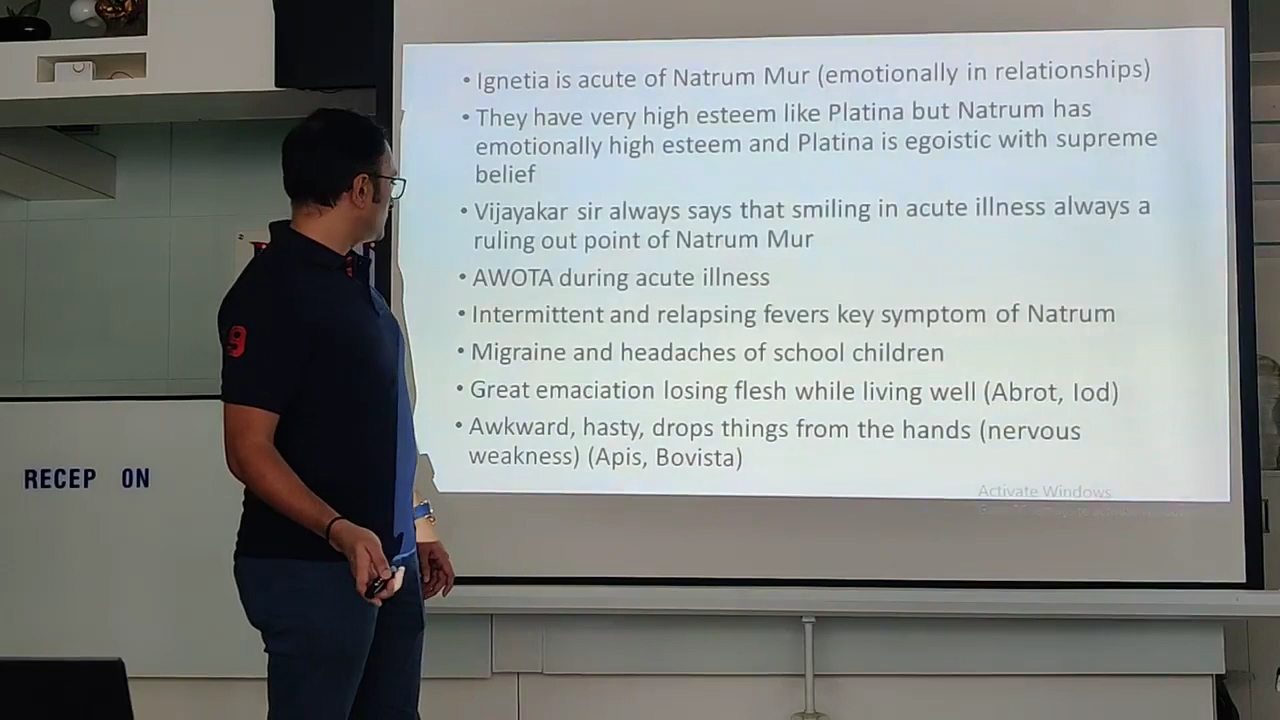 • Ignetia is acute of Natrum Mur (emotionally in relationships)
• They have very high esteem like Platina but Natrum has
emotionally high esteem and Platina is egoistic with supreme
belief
• Vijayakar sir always says that smiling in acute illness always a
ruling out point of Natrum Mur
• AWOTA during acute illness
• Intermittent and relapsing fevers key symptom of Natrum
• Migraine and headaches of school children
• Great emaciation losing flesh while living well (Abrot, Iod)
• Awkward, hasty, drops things from the hands (nervous
weakness) (Apis, Bovista)
Activate Windows
RECEP ON
9